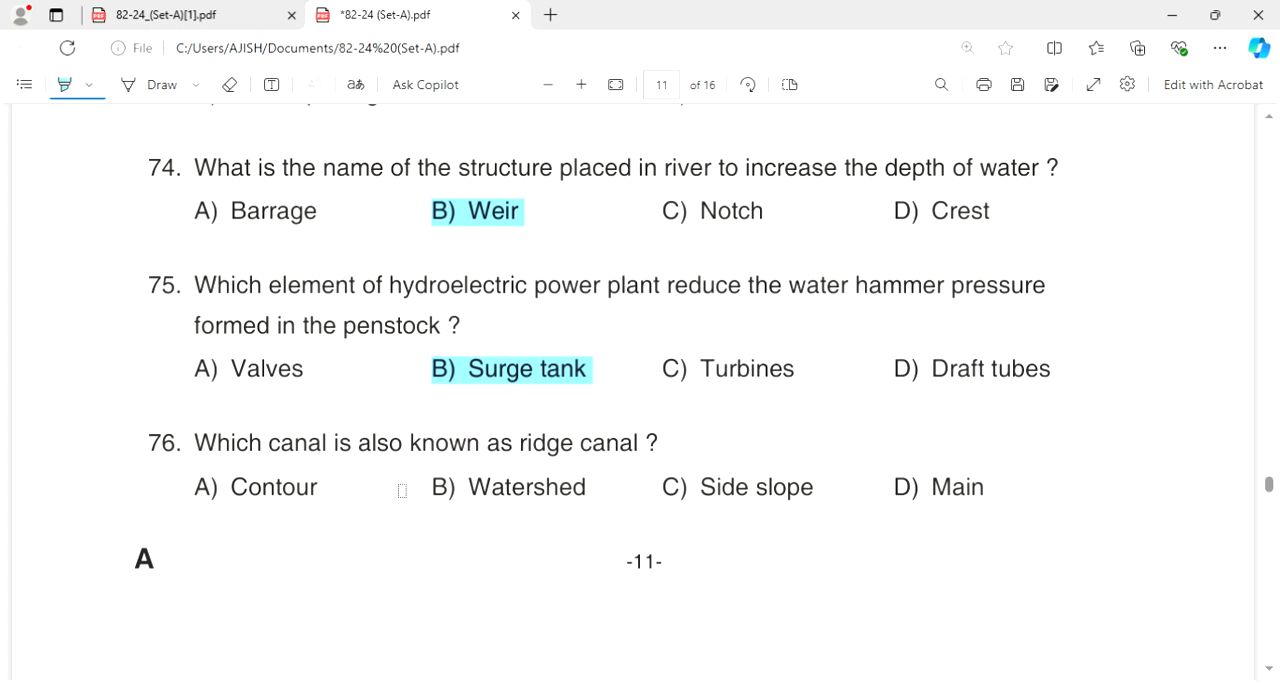 82-24_(Set-A)[1].pdf
*82-24 (Set-A).pdf
File C:/Users/AJISH/Documents/82-24%20(Set-A).pdf
Draw aあ Ask Copilot 11 of 16 Edit with Acrobat
74. What is the name of the structure placed in river to increase the depth of water ?
A) Barrage B) Weir C) Notch D) Crest
75. Which element of hydroelectric power plant reduce the water hammer pressure
formed in the penstock ?
A) Valves B) Surge tank C) Turbines D) Draft tubes
76. Which canal is also known as ridge canal ?
A) Contour B) Watershed C) Side slope D) Main
A -11-